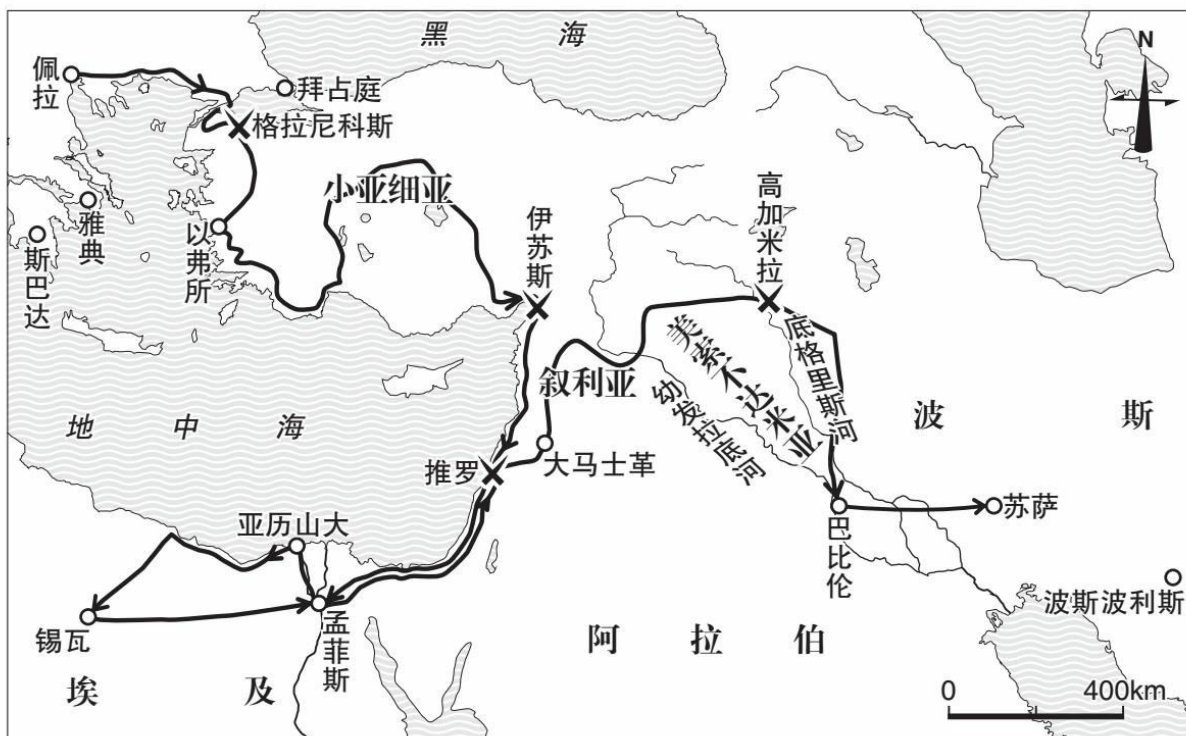 黑海
N
佩拉
拜占庭
格拉尼科斯
小亚细亚
高加米拉
雅典
以弗所
伊苏斯
斯巴达
底格里斯河
美索不达米亚
叙利亚
幼发拉底河
波斯
地中海
推罗
大马士革
苏萨
亚历山大
巴比伦
波斯波利斯
锡瓦
孟菲斯
阿拉伯
埃及
0 400km